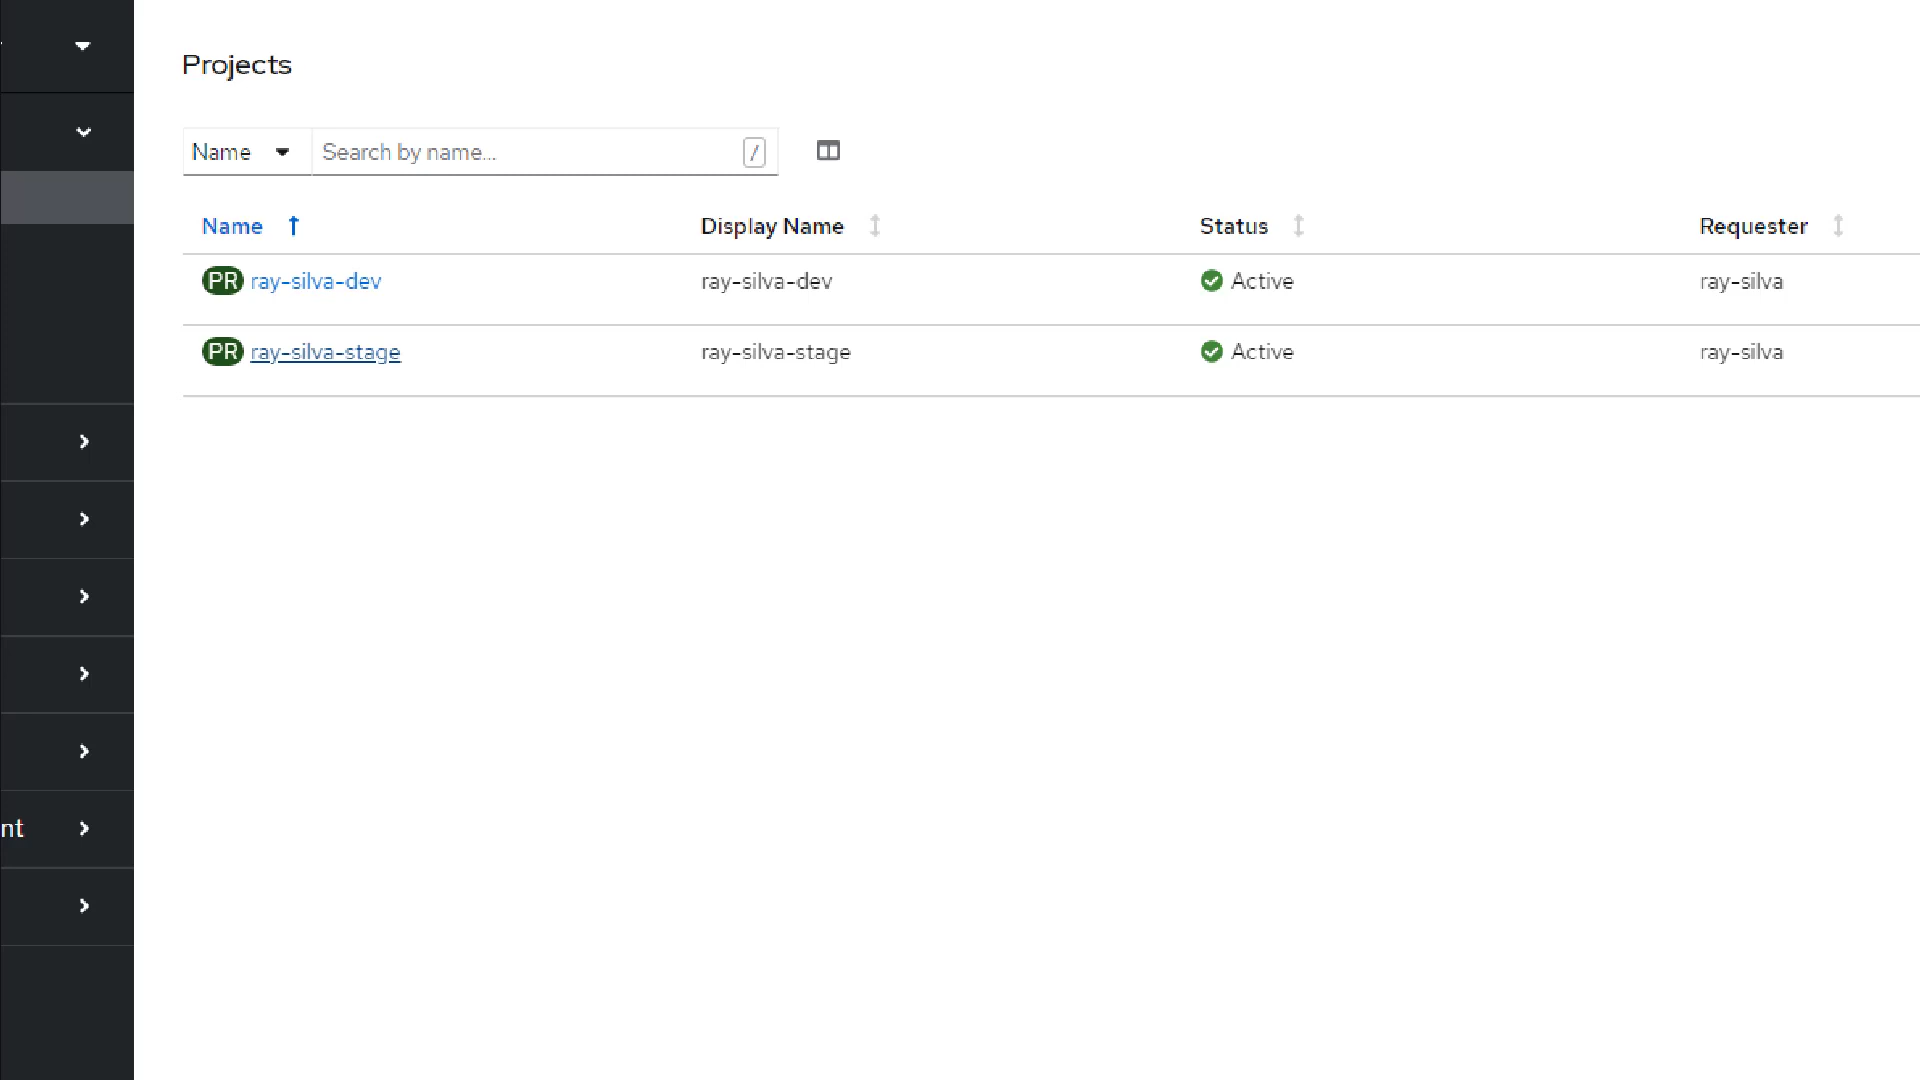 Projects
Name Search by name... /
Name Display Name Status Requester
PR ray-silva-dev ray-silva-dev Active ray-silva
PR ray-silva-stage ray-silva-stage Active ray-silva
nt